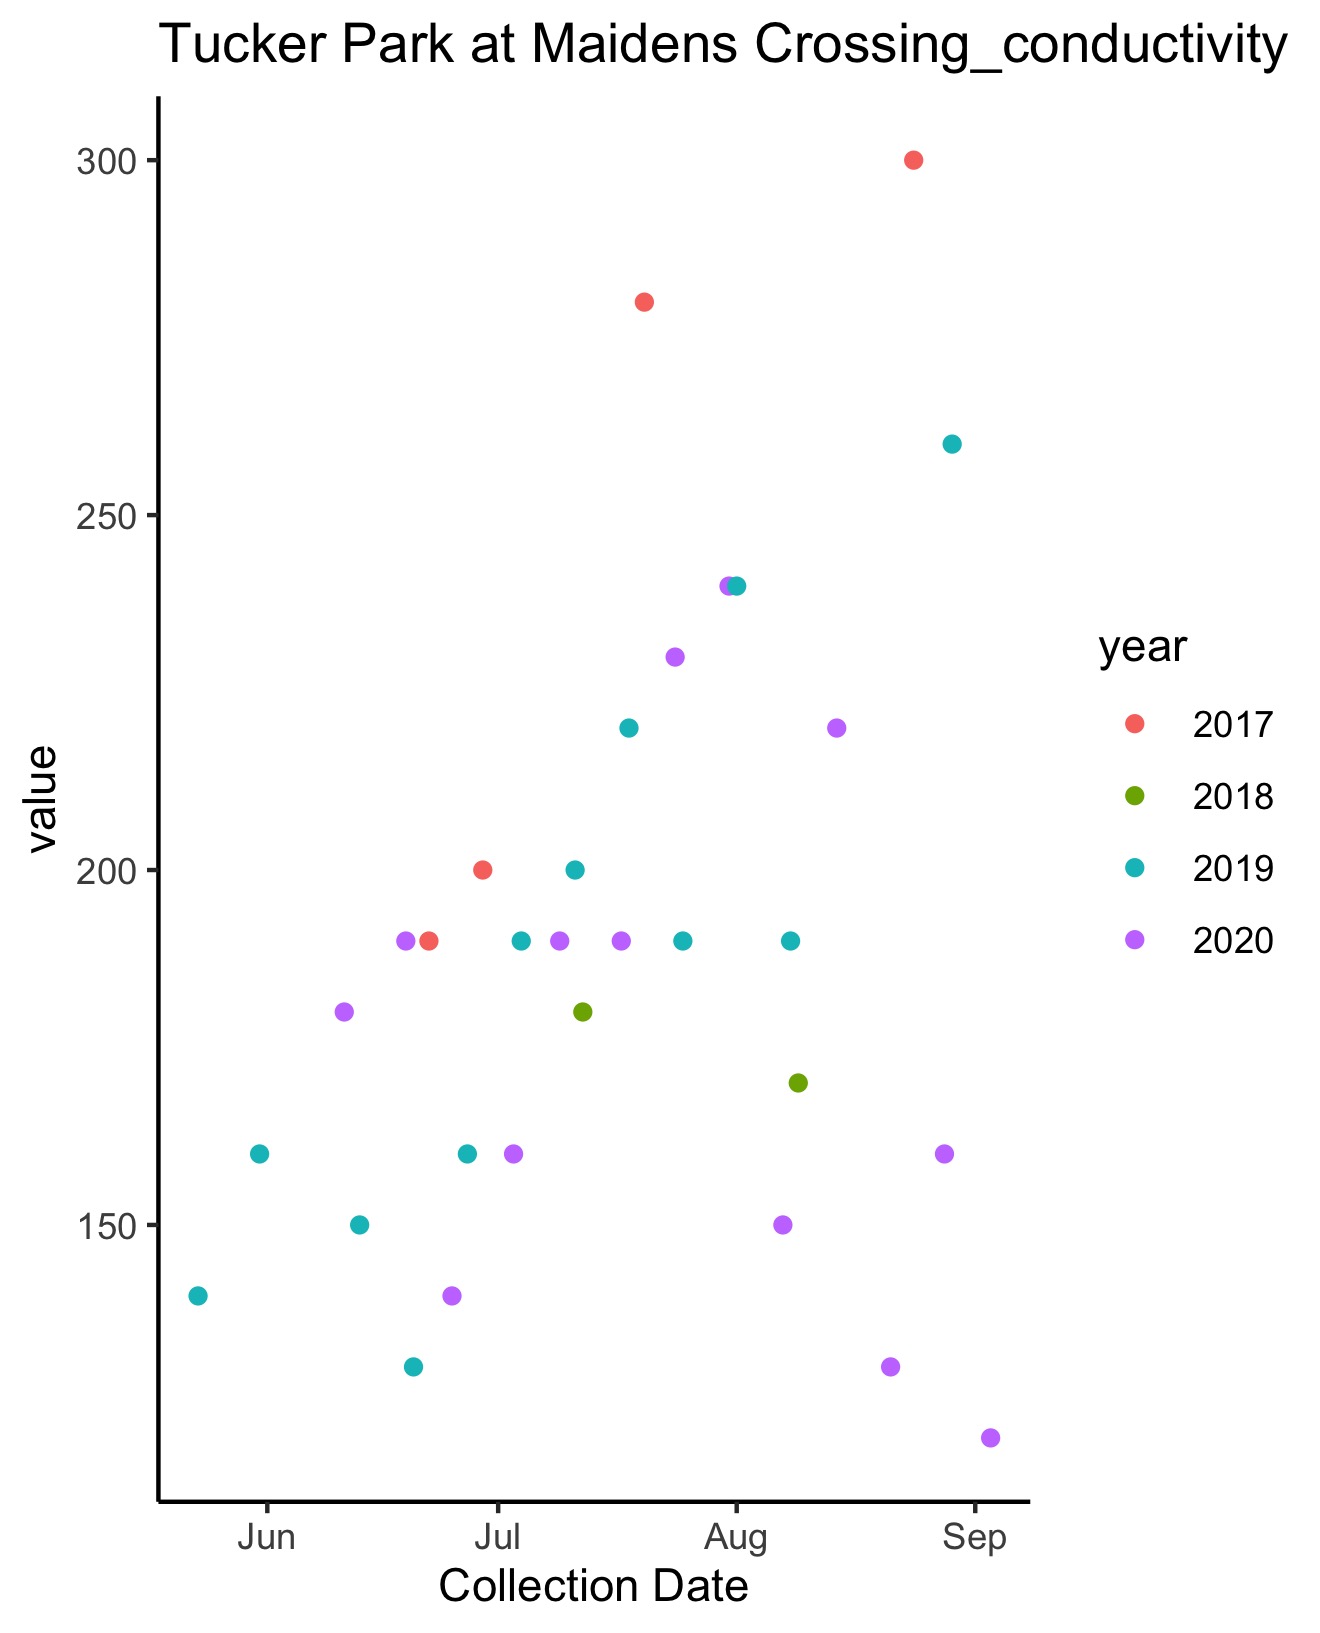 Tucker Park at Maidens Crossing_conductivity
300
250
200
150
value
Jun Jul Aug Sep
Collection Date
year
2017
2018
2019
2020